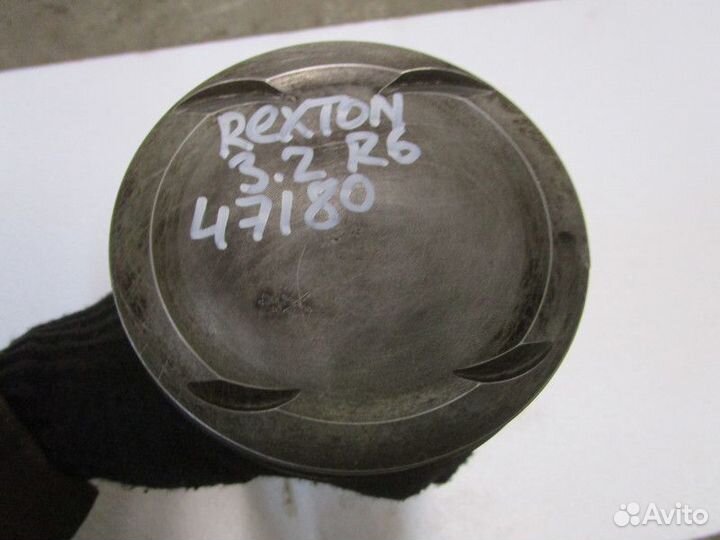 REXTON
3.2 R6
47180
Avito